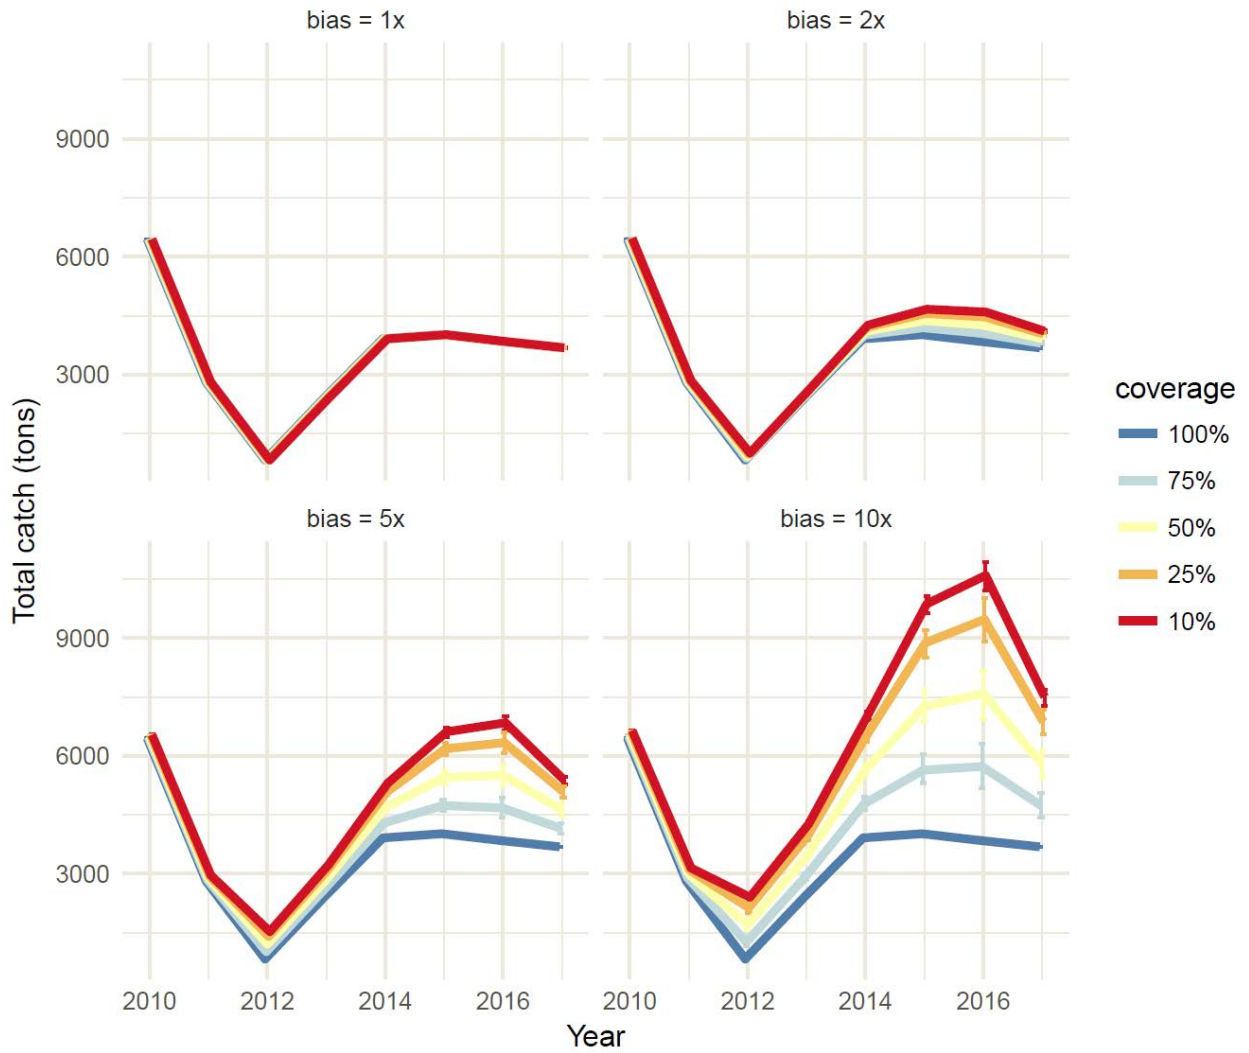 bias = 1x
bias = 2x
9000
6000
3000
bias = 5x
bias = 10x
9000
6000
3000
2010
2012
2014
2016
2010
2012
2014
2016
Total catch (tons)
Year
coverage
100%
75%
50%
25%
10%